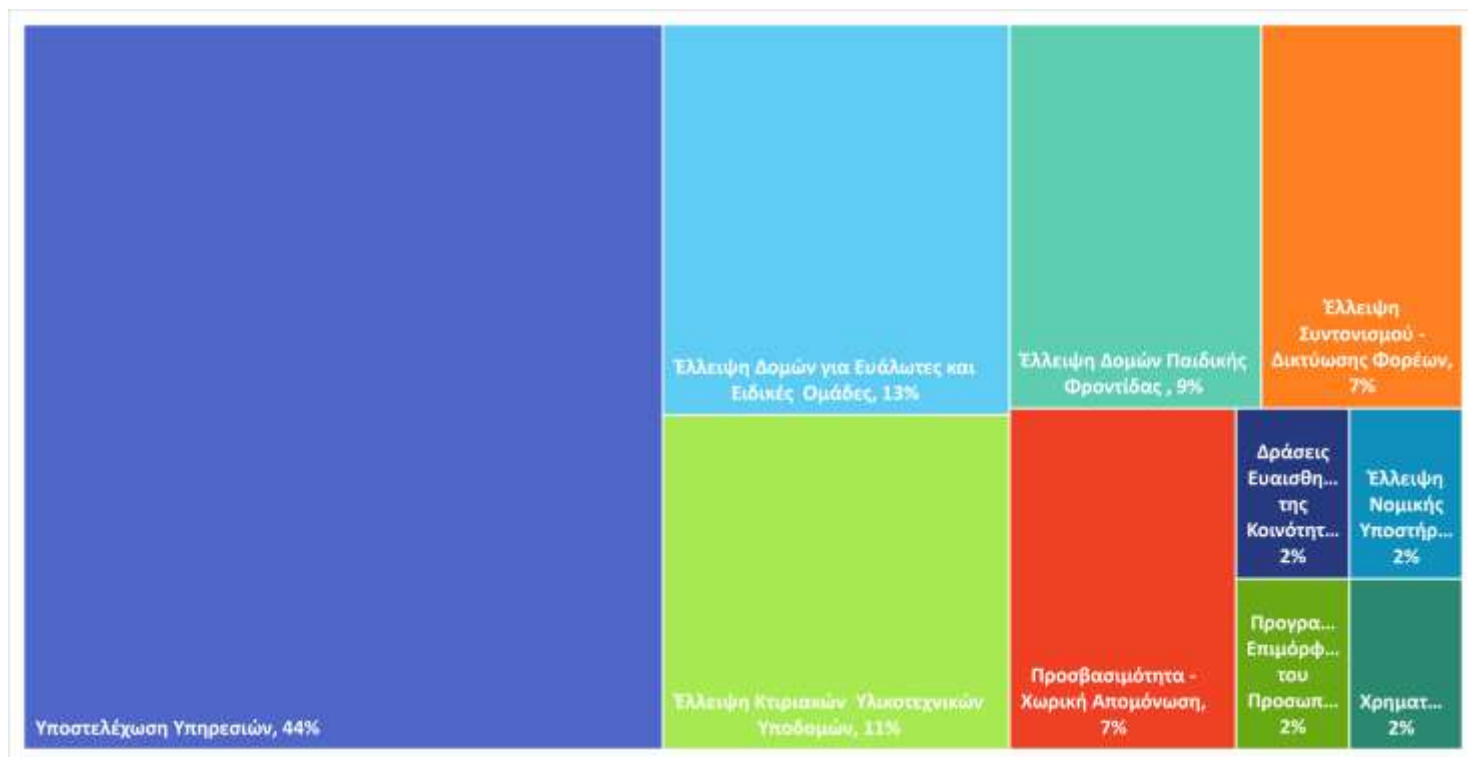 Υποστελέχωση Υπηρεσιών, 44%
Έλλειψη Δομών για Ευάλωτες και
Ειδικές Ομάδες, 13%
Έλλειψη Κτιριακών Υλικοτεχνικών
Υποδομών, 11%
Έλλειψη Δομών Παιδικής
Φροντίδας , 9%
Έλλειψη
Συντονισμού -
Δικτύωσης Φορέων,
7%
Προσβασιμότητα -
Χωρική Απομόνωση,
7%
Δράσεις
Ευαισθη...
της
Κοινότητ...
2%
Έλλειψη
Νομικής
Υποστήρ...
2%
Προγρα...
Επιμόρφ...
του
Προσωπ...
2%
Χρηματ...
2%